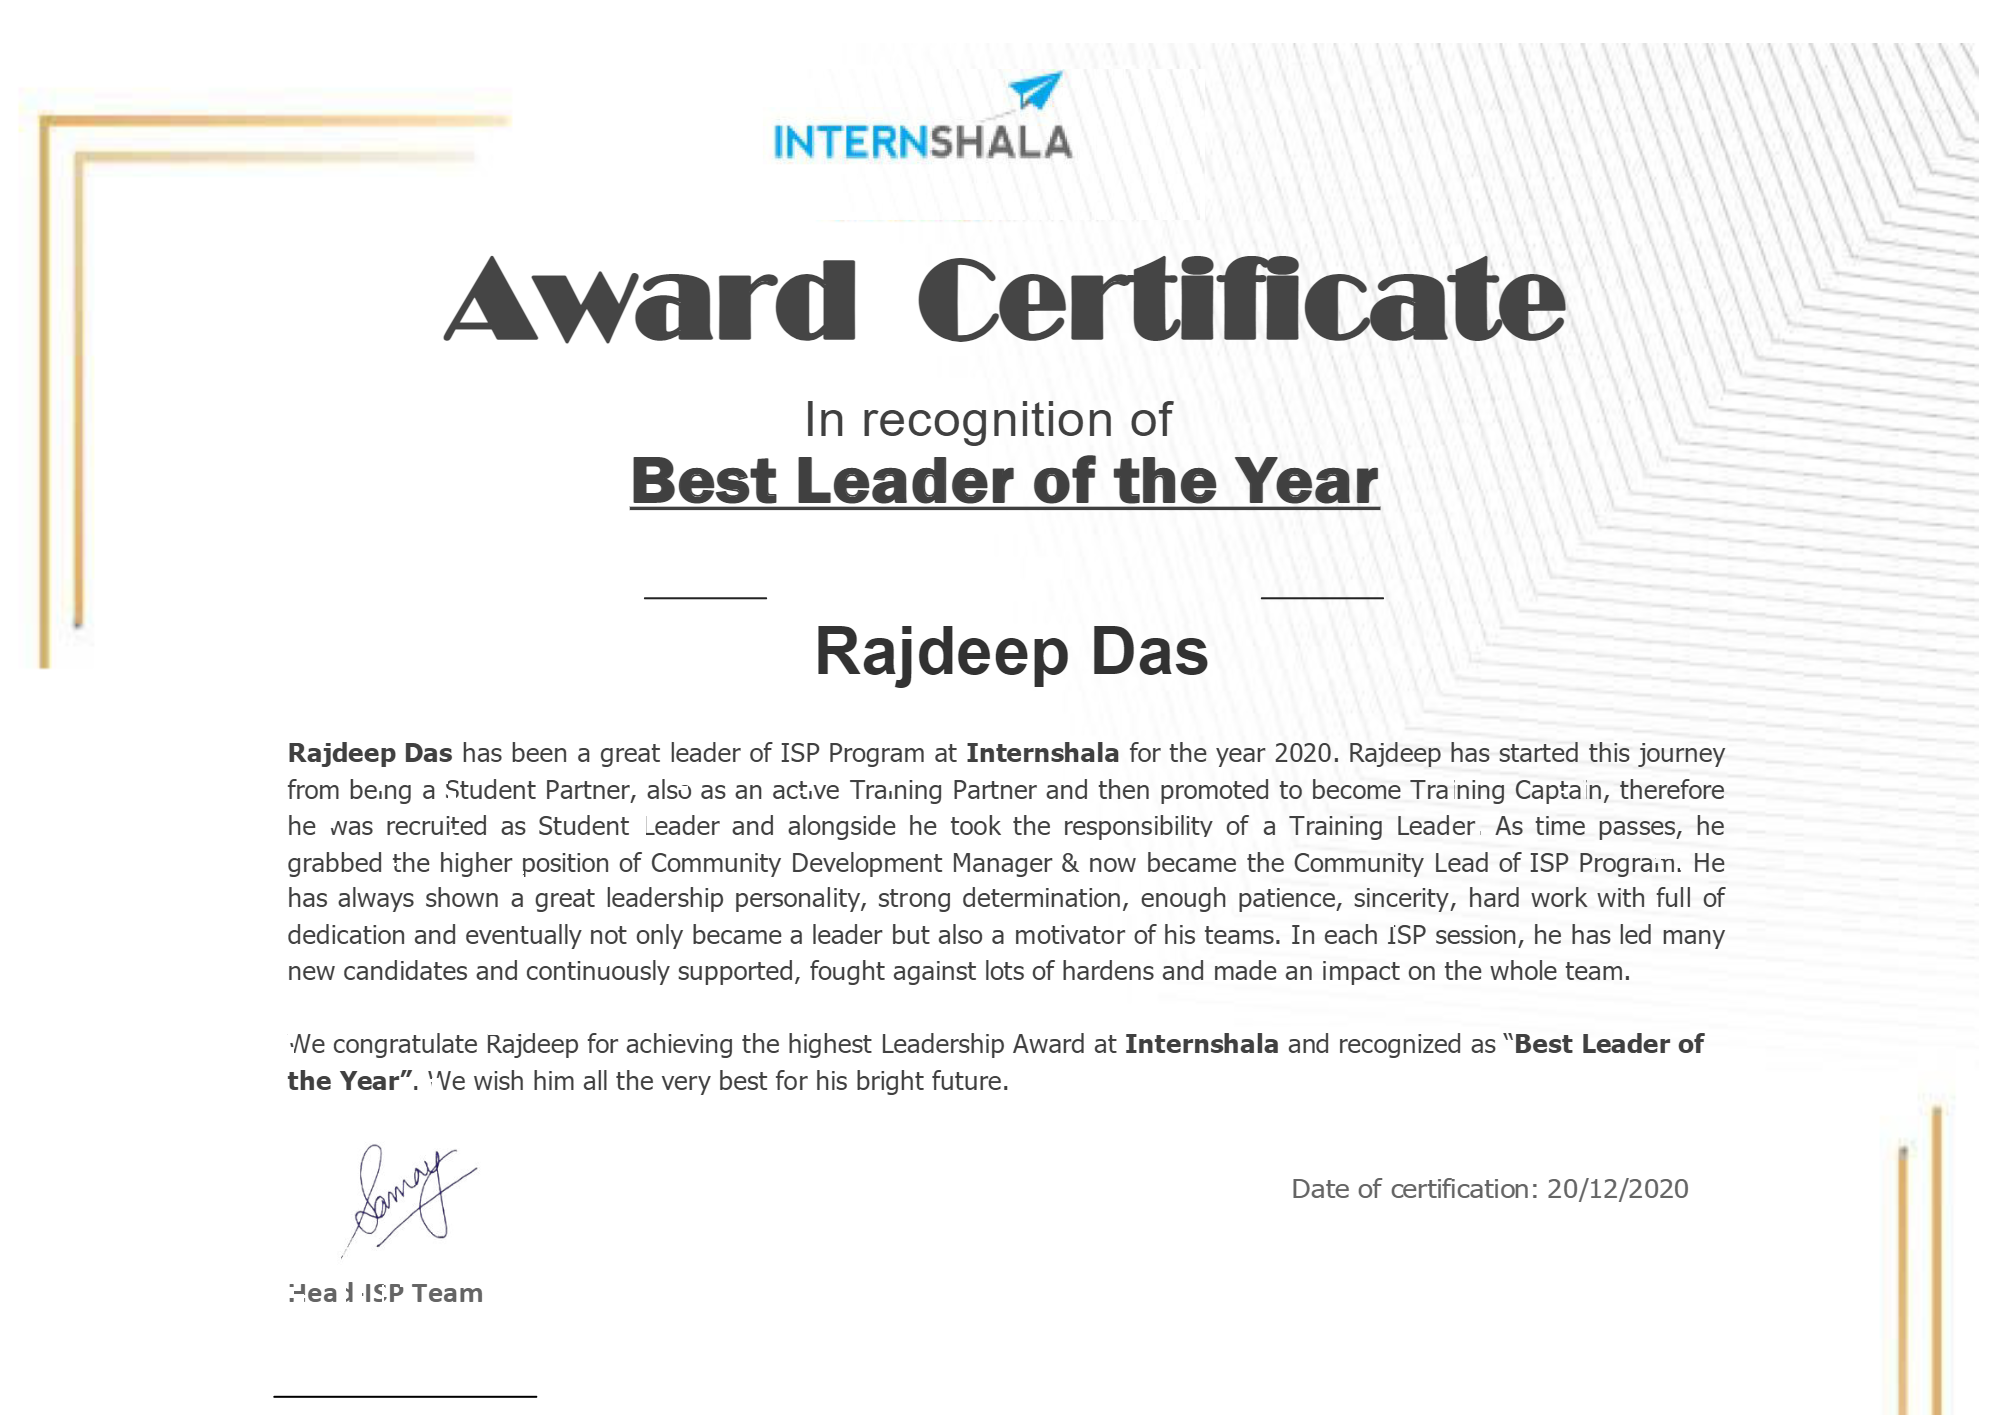 INTERNSHALA
Award Certificate
In recognition of
Best Leader of the Year
Rajdeep Das
Rajdeep Das has been a great leader of ISP Program at Internshala for the year 2020. Rajdeep has started this journey
from being a Student Partner, also as an active Training Partner and then promoted to become Training Captain, therefore
he was recruited as Student Leader and alongside he took the responsibility of a Training Leader. As time passes, he
grabbed the higher position of Community Development Manager & now became the Community Lead of ISP Program. He
has always shown a great leadership personality, strong determination, enough patience, sincerity, hard work with full of
dedication and eventually not only became a leader but also a motivator of his teams. In each ISP session, he has led many
new candidates and continuously supported, fought against lots of hardens and made an impact on the whole team.
We congratulate Rajdeep for achieving the highest Leadership Award at Internshala and recognized as “Best Leader of
the Year”. We wish him all the very best for his bright future.
Samay
Date of certification: 20/12/2020
Head ISP Team